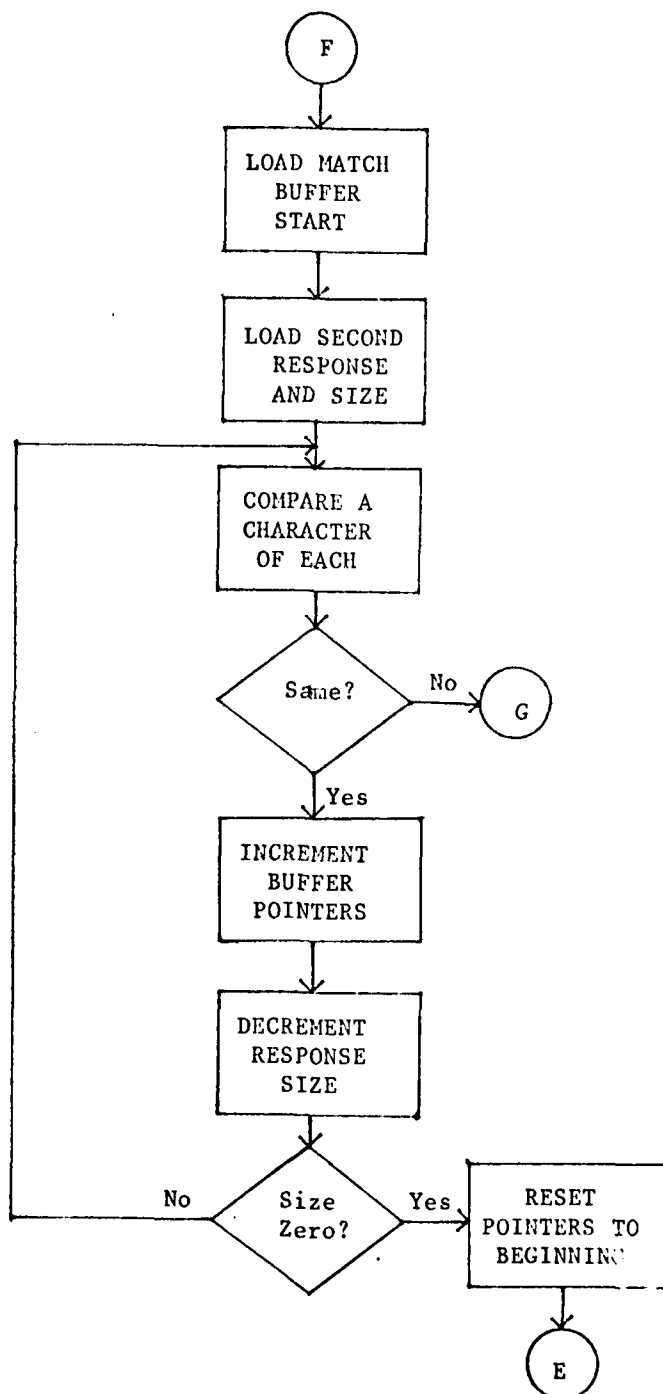 F
LOAD MATCH
BUFFER
START
LOAD SECOND
RESPONSE
AND SIZE
COMPARE A
CHARACTER
OF EACH
Same?
No
G
Yes
INCREMENT
BUFFER
POINTERS
DECREMENT
RESPONSE
SIZE
No
Size
Zero?
Yes
RESET
POINTERS TO
BEGINNING
E